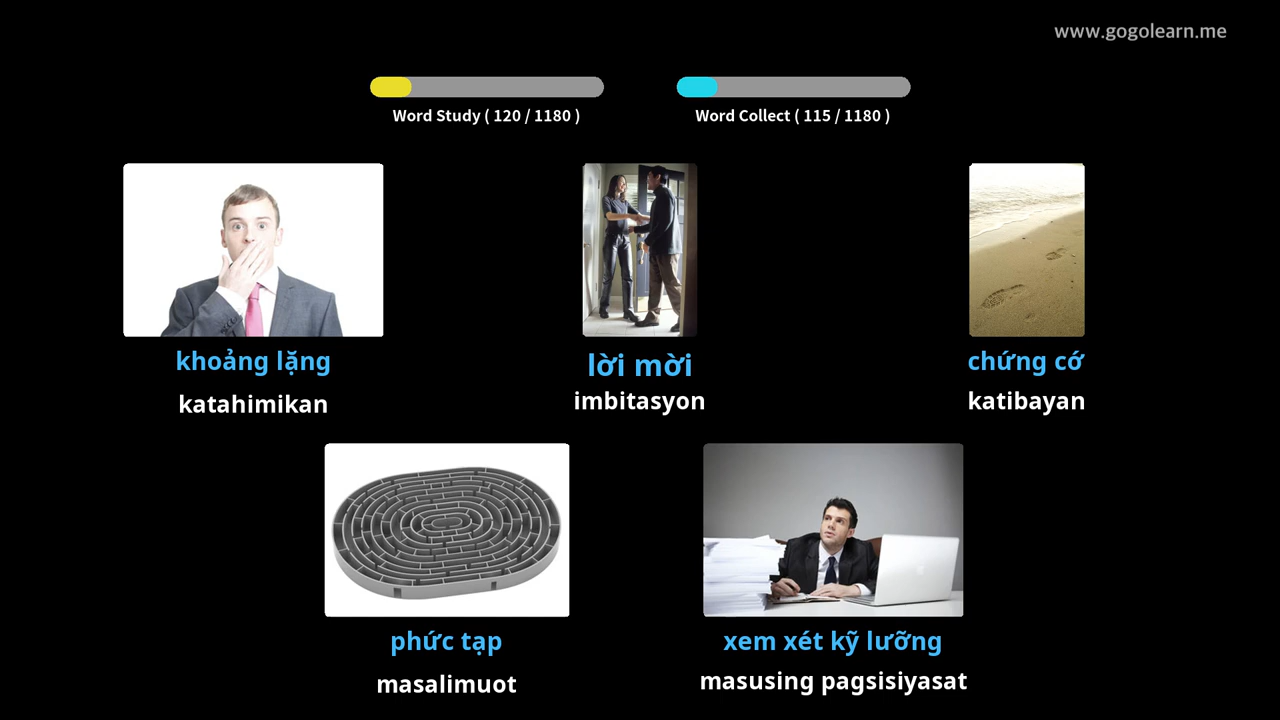 www.gogolearn.me
Word Study ( 120 / 1180 )
Word Collect ( 115 / 1180 )
khoảng lặng
katahimikan
lời mời
imbitasyon
chứng cớ
katibayan
phức tạp
masalimuot
xem xét kỹ lưỡng
masusing pagsisiyasat